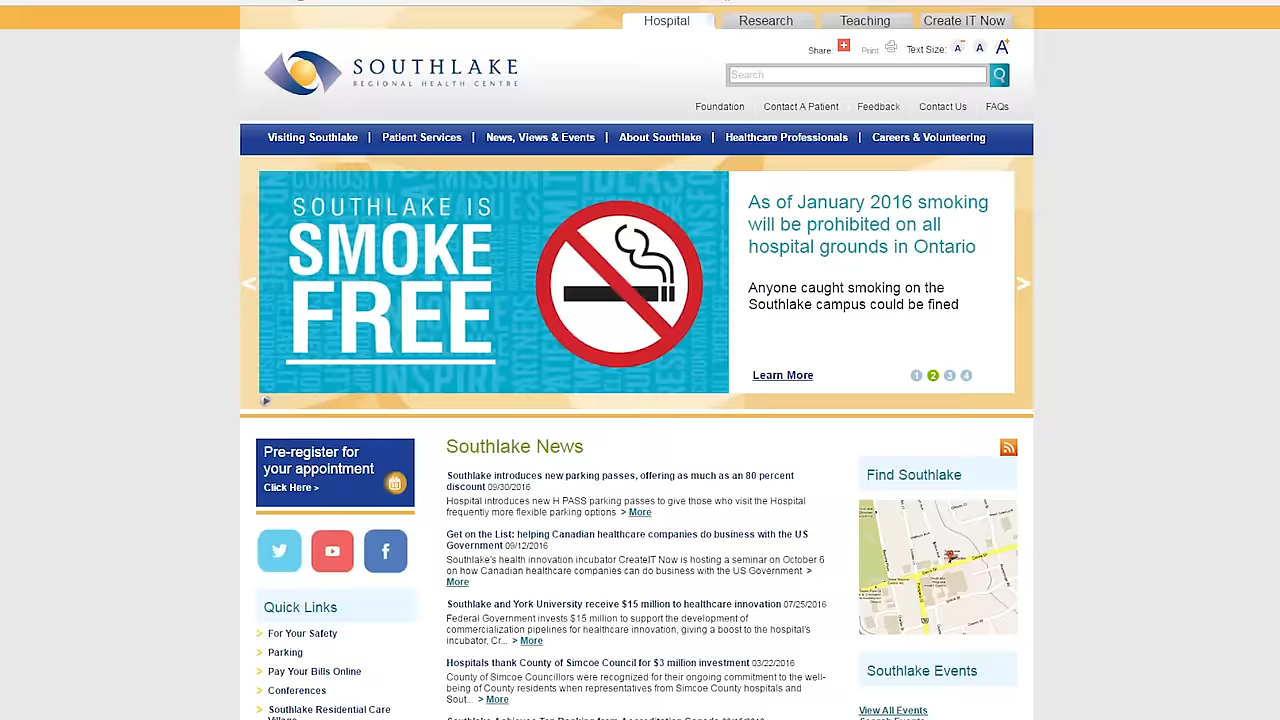 Hospital
Research
Teaching
Create IT Now
Share:
Print
Text Size: A A A
SOUTHLAKE
REGIONAL HEALTH CENTRE
Search
Foundation
Contact A Patient
Feedback
Contact Us
FAQs
Visiting Southlake | Patient Services | News, Views & Events | About Southlake | Healthcare Professionals | Careers & Volunteering
SOUTHLAKE IS
SMOKE
FREE
As of January 2016 smoking
will be prohibited on all
hospital grounds in Ontario
Anyone caught smoking on the
Southlake campus could be fined
Learn More
1 2 3 4
Pre-register for
your appointment
Click Here >
Quick Links
> For Your Safety
> Parking
> Pay Your Bills Online
> Conferences
> Southlake Residential Care
Village
Southlake News
Southlake introduces new parking passes, offering as much as an 80 percent
discount 09/30/2016
Hospital introduces new H PASS parking passes to give those who visit the Hospital
frequently more flexible parking options > More
Get on the List: helping Canadian healthcare companies do business with the US
Government 09/12/2016
Southlake's health innovation incubator CreateIT Now is hosting a seminar on October 6
on how Canadian healthcare companies can do business with the US Government >
More
Southlake and York University receive $15 million to healthcare innovation 07/25/2016
Federal Government invests $15 million to support the development of
commercialization pipelines for healthcare innovation, giving a boost to the hospital's
incubator, Cr... > More
Hospitals thank County of Simcoe Council for $3 million investment 03/22/2016
County of Simcoe Councillors were recognized for their ongoing commitment to the well-
being of County residents when representatives from Simcoe County hospitals and
Sout... > More
Find Southlake
Southlake Events
View All Events